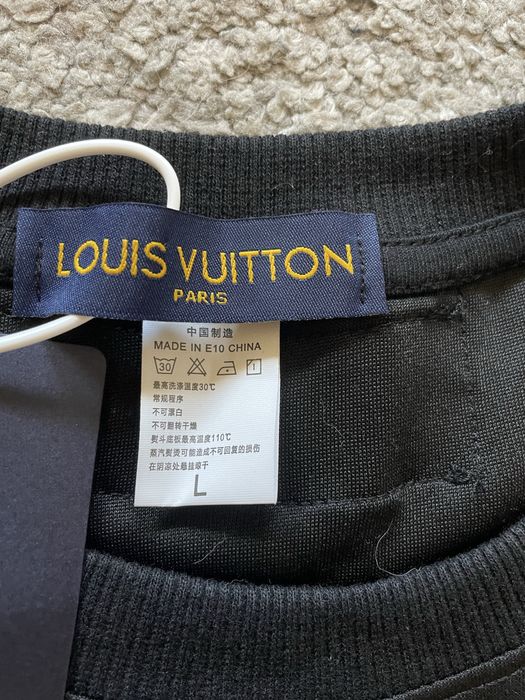 LOUIS VUITTON
PARIS
中国制造
MADE IN E10 CHINA
30
最高洗涤温度30℃
常规程序
不可漂白
不可翻转干燥
熨斗底板最高温度110℃
蒸汽熨烫可能造成不可回复的损伤
在阴凉处悬挂晾干
L